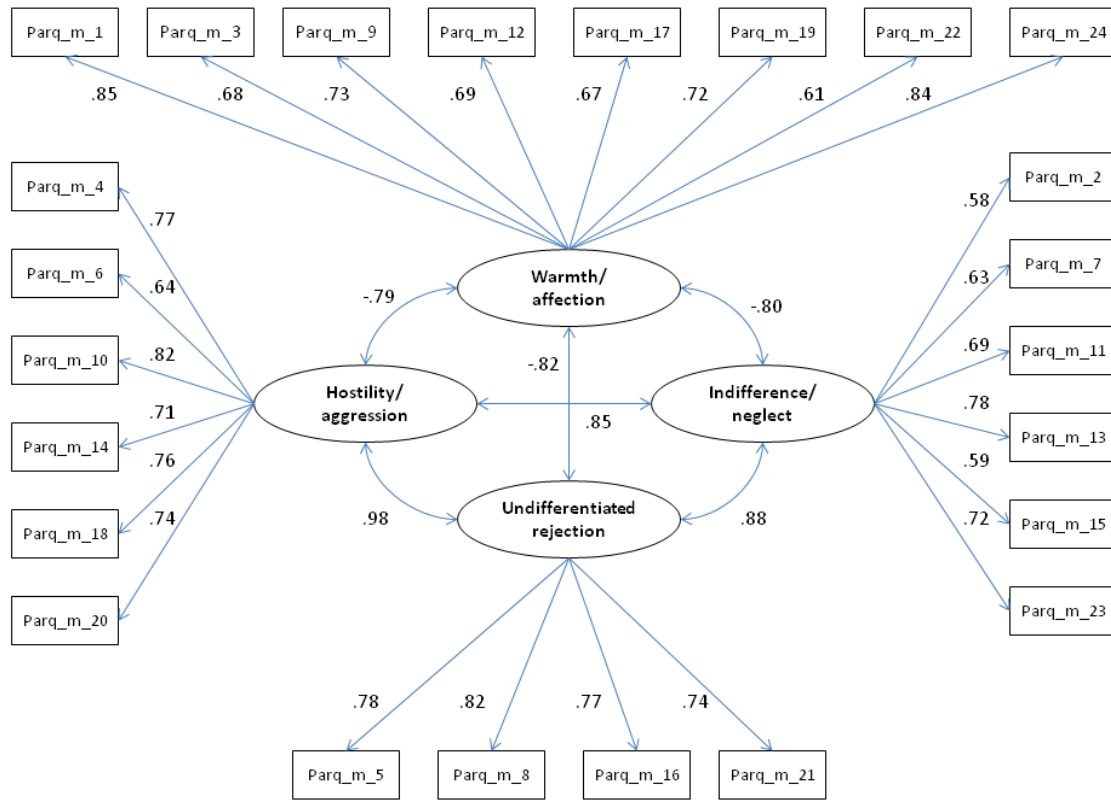 Parq_m_1 Parq_m_3 Parq_m_9 Parq_m_12 Parq_m_17 Parq_m_19 Parq_m_22 Parq_m_24
.85 .68 .73 .69 .67 .72 .61 .84
Parq_m_4
.77
Parq_m_6
.64
Parq_m_10
.82
Parq_m_14
.71
Parq_m_18
.76
Parq_m_20
.74
Warmth/
affection
-.79
-.80
-.82
Hostility/
aggression
.85
Indifference/
neglect
.98
Undifferentiated
rejection
.88
Parq_m_2
.58
Parq_m_7
.63
Parq_m_11
.69
Parq_m_13
.78
Parq_m_15
.59
Parq_m_23
.72
.78 .82 .77 .74
Parq_m_5 Parq_m_8 Parq_m_16 Parq_m_21